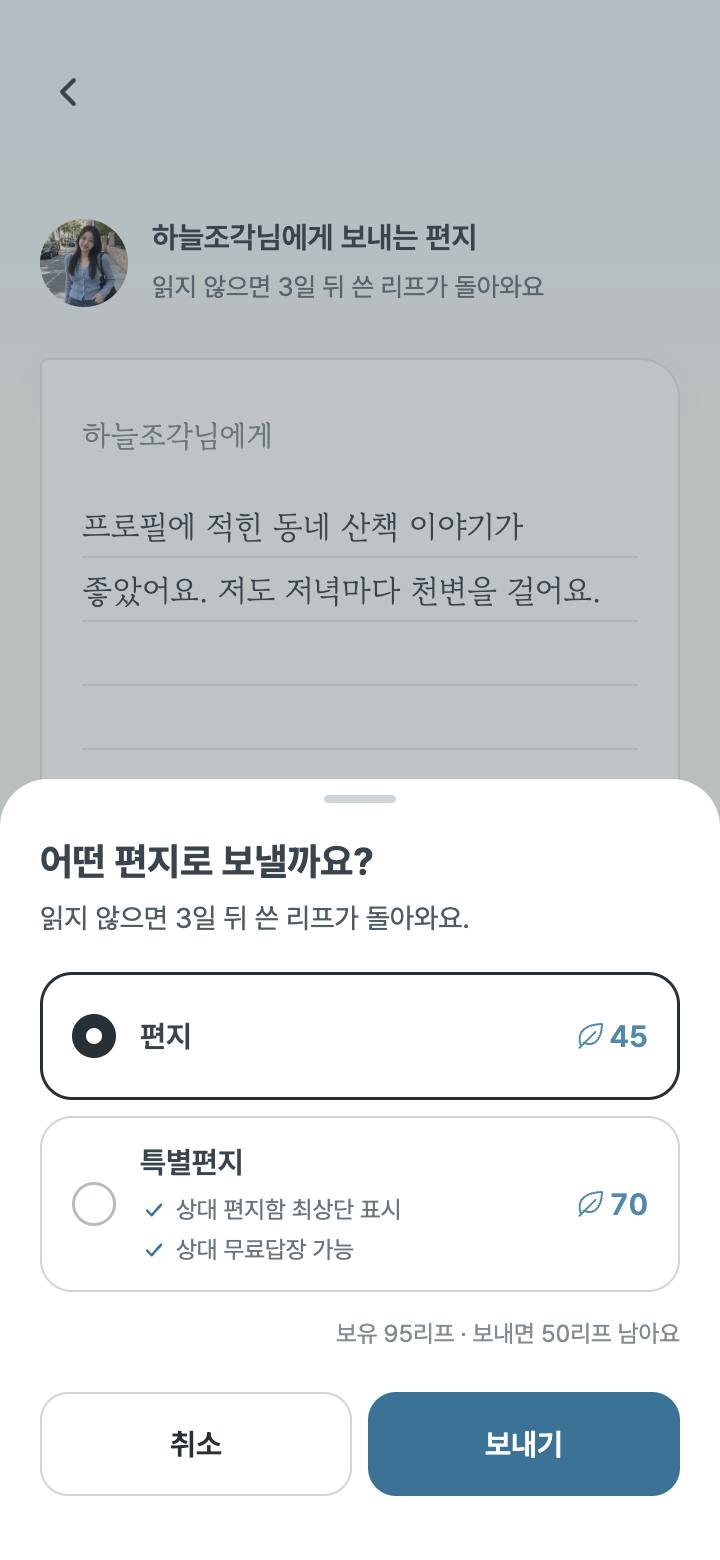 하늘조각님에게 보내는 편지
읽지 않으면 3일 뒤 쓴 리프가 돌아와요
하늘조각님에게
프로필에 적힌 동네 산책 이야기가
좋았어요. 저도 저녁마다 천변을 걸어요.
어떤 편지로 보낼까요?
읽지 않으면 3일 뒤 쓴 리프가 돌아와요.
편지 45
특별편지
상대 편지함 최상단 표시
70
상대 무료답장 가능
보유 95리프 · 보내면 50리프 남아요
취소 보내기